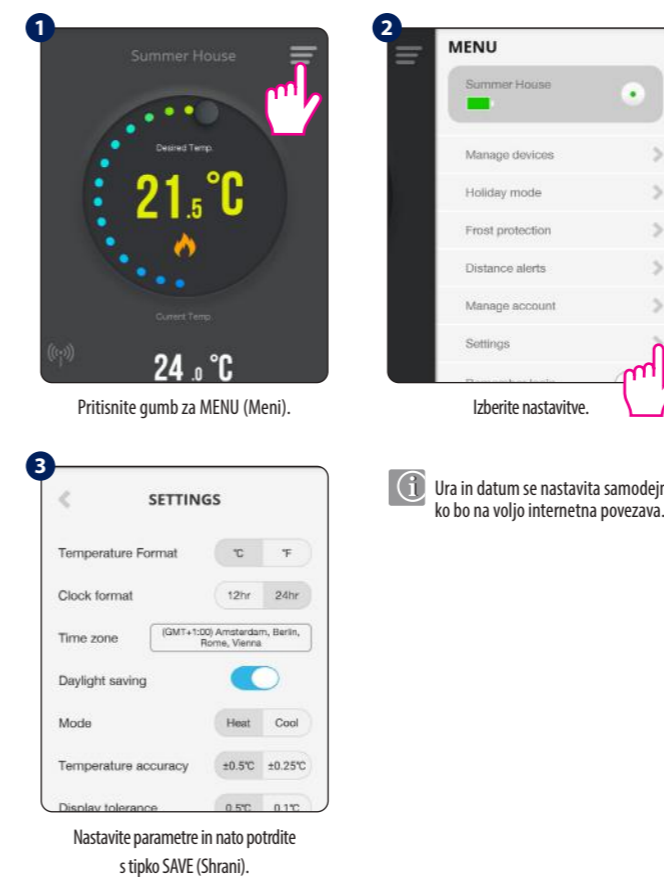 1
Summer House
Desired Temp.
21.5°C
Current Temp.
24.0°C
Pritisnite gumb za MENU (Meni).
2
MENU
Summer House
Manage devices
Holiday mode
Frost protection
Distance alerts
Manage account
Settings
Izberite nastavitve.
3
SETTINGS
Temperature Format °C °F
Clock format 12hr 24hr
Time zone (GMT+1:00) Amsterdam, Berlin,
Rome, Vienna
Daylight saving
Mode Heat Cool
Temperature accuracy ±0.5°C ±0.25°C
Display tolerance 0.5°C 0.1°C
Nastavite parametre in nato potrdite
s tipko SAVE (Shrani).
i
Ura in datum se nastavita
ko bo na voljo internetna povezava.